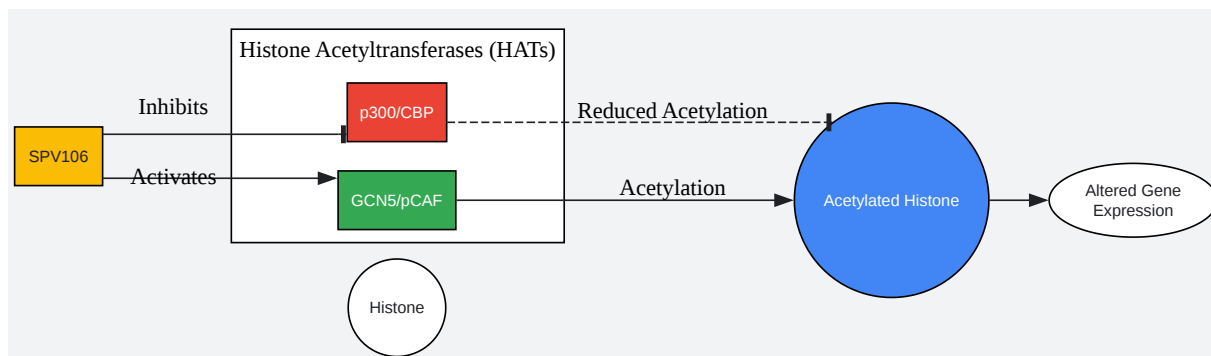 Histone Acetyltransferases (HATs)
Inhibits
p300/CBP
Reduced Acetylation
SPV106
Activates
GCN5/pCAF
Acetylation
Acetylated Histone
Altered Gene
Expression
Histone